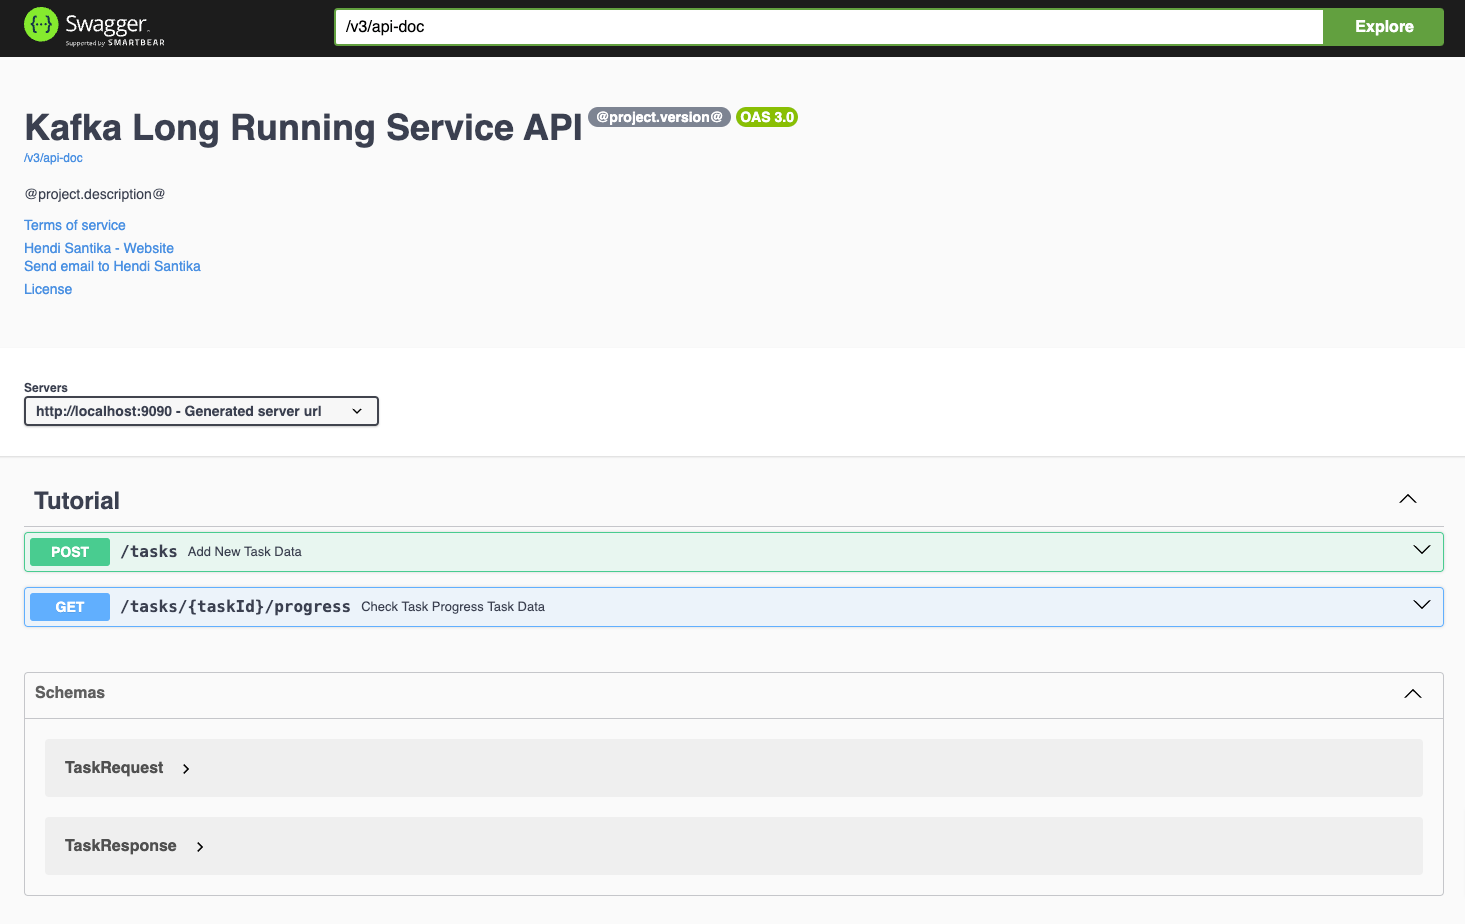 Swagger
Supported by SMARTBEAR
/v3/api-doc
Explore
Kafka Long Running Service API @project.version@ OAS 3.0
/v3/api-doc
@project.description@
Terms of service
Hendi Santika - Website
Send email to Hendi Santika
License
Servers
http://localhost:9090 - Generated server url
Tutorial
POST /tasks Add New Task Data
GET /tasks/{taskId}/progress Check Task Progress Task Data
Schemas
TaskRequest
TaskResponse